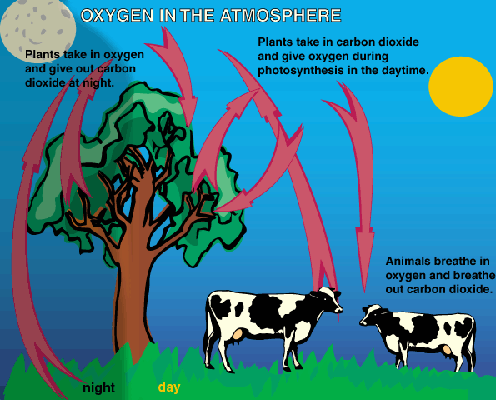 OXYGEN IN THE ATMOSPHERE
Plants take in oxygen
and give out carbon
dioxide at night.
Plants take in carbon dioxide
and give oxygen during
photosynthesis in the daytime.
Animals breathe in
oxygen and breathe
out carbon dioxide.
night
day